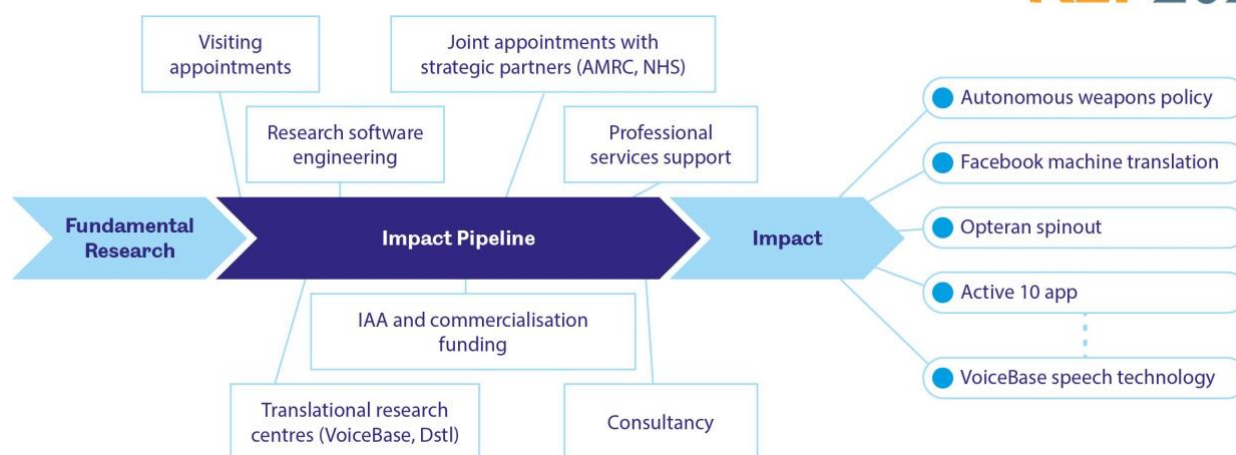 Visiting
appointments
Joint appointments with
strategic partners (AMRC, NHS)
Research software
engineering
Professional
services support
Fundamental
Research
Impact Pipeline
Impact
IAA and commercialisation
funding
Translational research
centres (VoiceBase, Dstl)
Consultancy
Autonomous weapons policy
Facebook machine translation
Opteran spinout
Active 10 app
VoiceBase speech technology